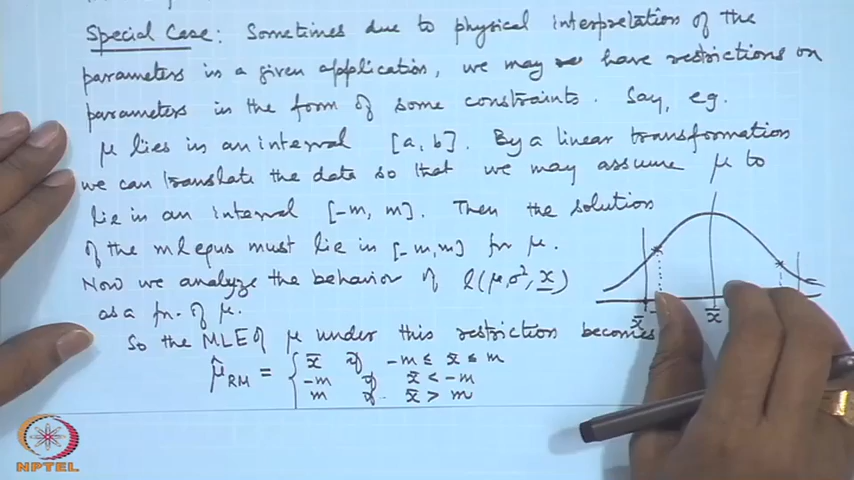 Special Case: Sometimes due to physical interpretation of the
parameters in a given application, we may have restrictions on
parameters in the form of some constraints. Say, eg.
μ lies in an interval [a, b]. By a linear transformation
we can translate the data so that we may assume μ to
lie in an interval [-m, m]. Then the solution
of the ml eqns must lie in [-m, m] for μ.
Now we analyze the behavior of l(μ, σ², x)
as a fn. of μ.
So the MLE of μ under this restriction becomes
μ̂_RM = { x̄ if -m ≤ x̄ ≤ m
-m if x̄ < -m
m if x̄ > m
x̄ x̄
NPTEL